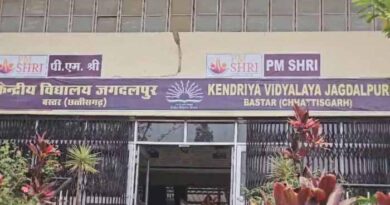 PM SHRI
पी.एम. श्री
PM SHRI
PM SHRI
केन्द्रीय विद्यालय जगदलपुर
बस्तर (छत्तीसगढ़)
KENDRIYA VIDYALAYA JAGDALPUR
BASTAR (CHHATTISGARH)